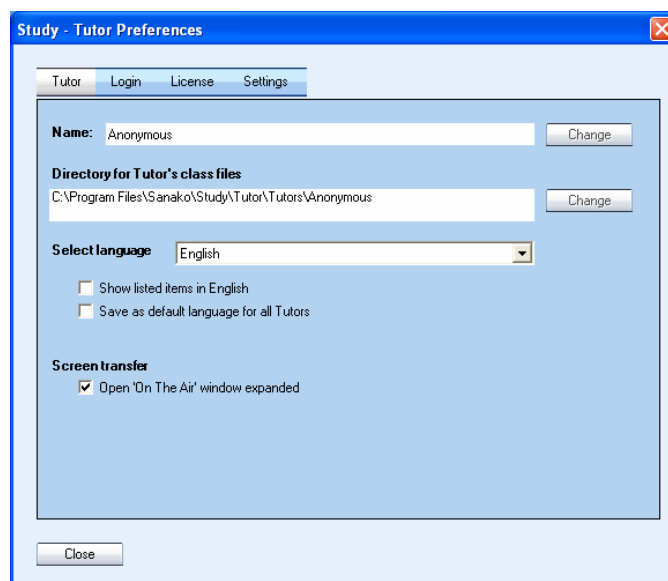 Study - Tutor Preferences
Tutor Login License Settings
Name: Anonymous Change
Directory for Tutor's class files
C:\Program Files\Sanako\Study\Tutor\Tutors\Anonymous Change
Select language English
Show listed items in English
Save as default language for all Tutors
Screen transfer
Open 'On The Air' window expanded
Close